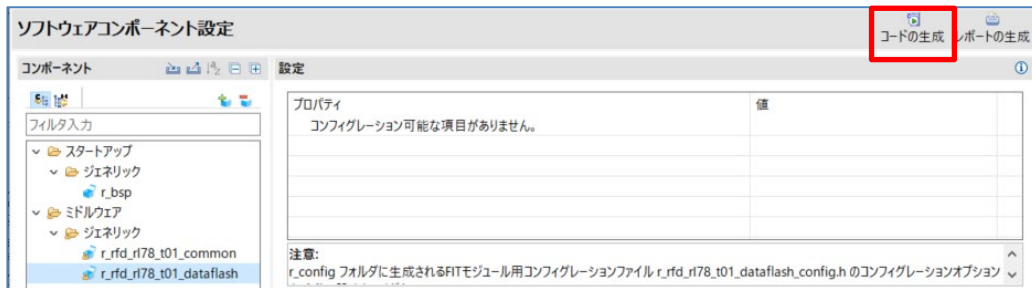 ソフトウェアコンポーネント設定
コードの生成
レポートの生成
コンポーネント
設定
プロパティ
値
フィルタ入力
コンフィグレーション可能な項目がありません。
スタートアップ
ジェネリック
r_bsp
ミドルウェア
ジェネリック
r_rfd_rl78_t01_common
r_rfd_rl78_t01_dataflash
注意:
r_config フォルダに生成されるFITモジュール用コンフィグレーションファイル r_rfd_rl78_t01_dataflash_config.h のコンフィグレーションオプション